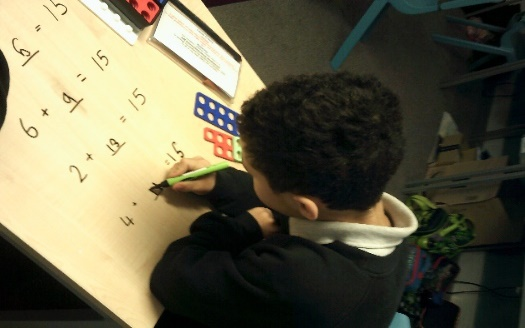 6 = 15
6 + 9 = 15
2 + 13 = 15
4 + = 15